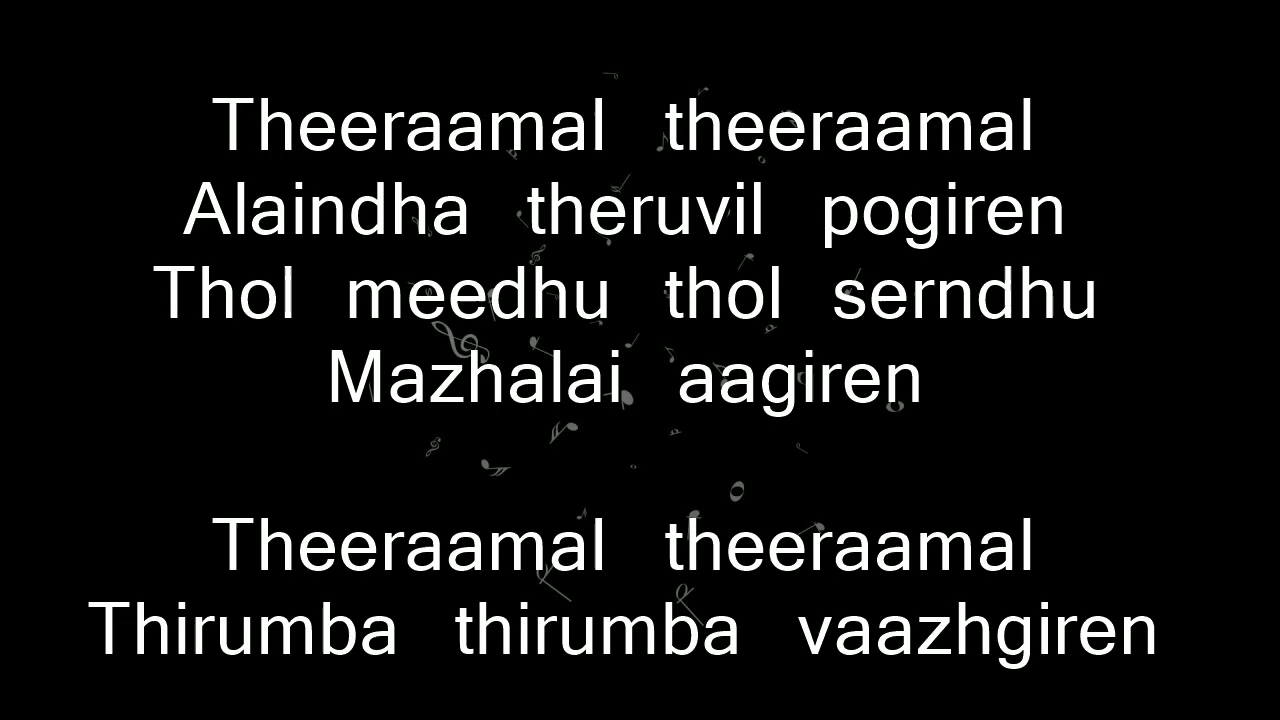 Theeraamal theeraamal
Alaindha theruvil pogiren
Thol meedhu thol serndhu
Mazhalai aagiren
Theeraamal theeraamal
Thirumba thirumba vaazhgiren